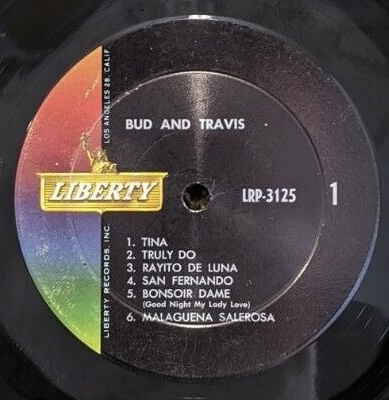 BUD AND TRAVIS
LOS ANGELES 28, CALIF.
LIBERTY
LRP-3125
1
1. TINA
2. TRULY DO
3. RAYITO DE LUNA
4. SAN FERNANDO
5. BONSOIR DAME
(Good Night My Lady Love)
6. MALAGUENA SALEROSA
LIBERTY RECORDS, INC.